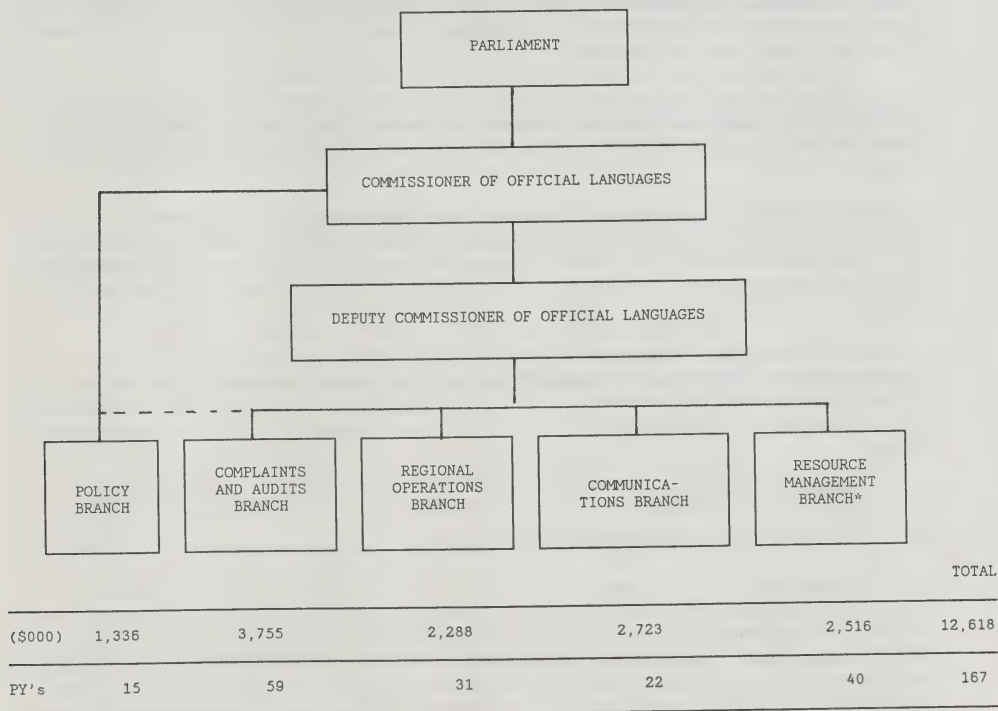 PARLIAMENT
COMMISSIONER OF OFFICIAL LANGUAGES
DEPUTY COMMISSIONER OF OFFICIAL LANGUAGES
POLICY
BRANCH
COMPLAINTS
AND AUDITS
BRANCH
REGIONAL
OPERATIONS
BRANCH
COMMUNICA-
TIONS BRANCH
RESOURCE
MANAGEMENT
BRANCH*
TOTAL
($000) 1,336 3,755 2,288 2,723 2,516 12,618
PY's 15 59 31 22 40 167